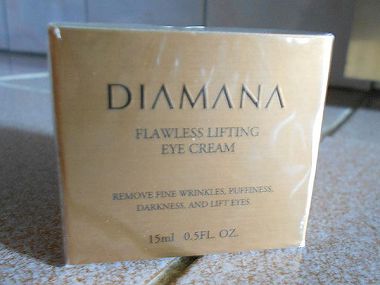 DIAMANA
FLAWLESS LIFTING
EYE CREAM
REMOVE FINE WRINKLES, PUFFINESS,
DARKNESS, AND LIFT EYES
15ml 0.5FL. OZ.